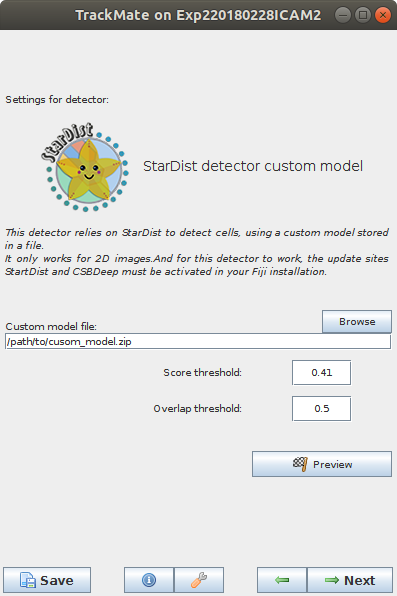 TrackMate on Exp220180228ICAM2
Settings for detector:
StarDist
StarDist detector custom model
This detector relies on StarDist to detect cells, using a custom model stored
in a file.
It only works for 2D images.And for this detector to work, the update sites
StartDist and CSBDeep must be activated in your Fiji installation.
Browse
Custom model file:
/path/to/cusom_model.zip
Score threshold:
0.41
Overlap threshold:
0.5
Preview
Save
Next